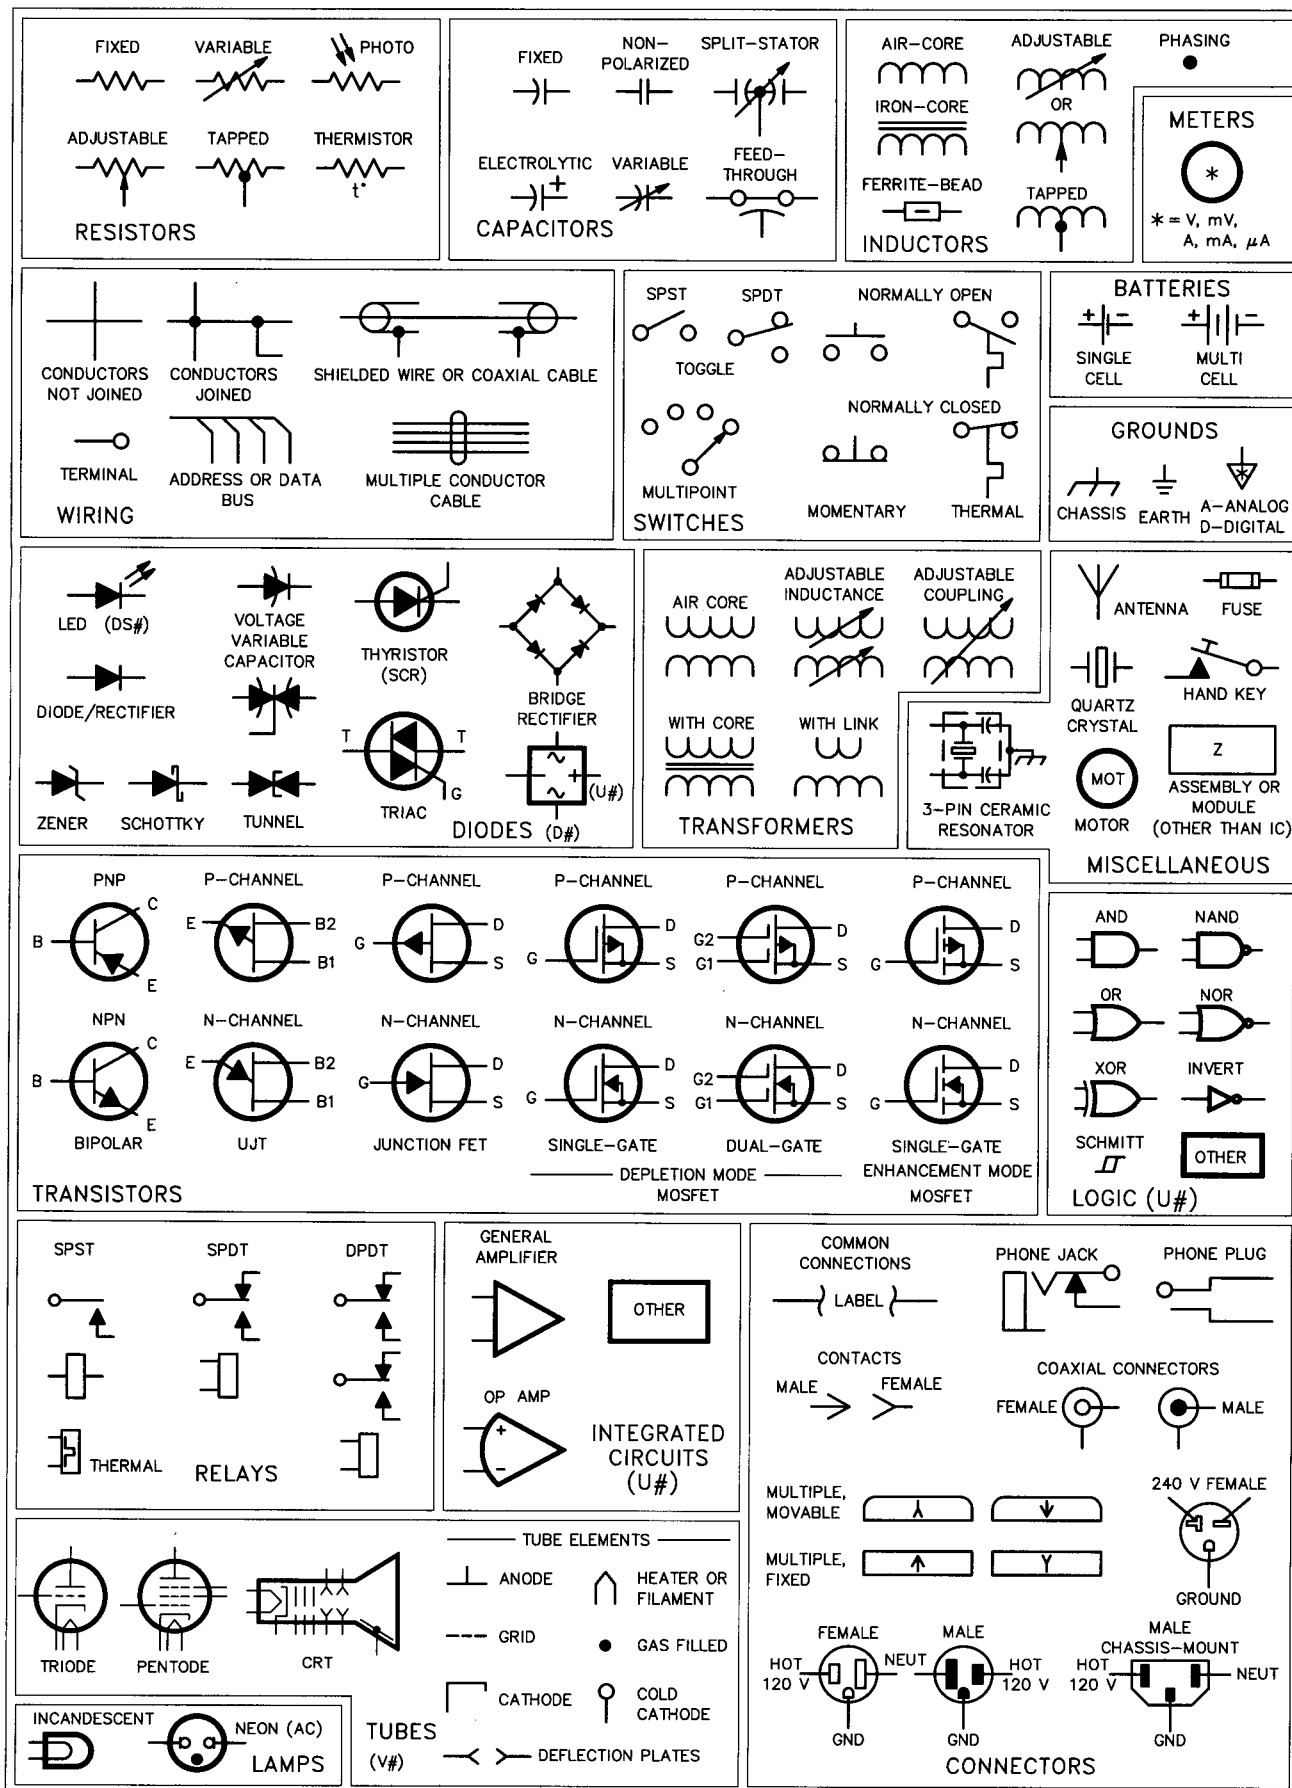 FIXED
VARIABLE
PHOTO
ADJUSTABLE
TAPPED
THERMISTOR
t°
RESISTORS
FIXED
NON-
POLARIZED
SPLIT-STATOR
ELECTROLYTIC
+
VARIABLE
FEED-
THROUGH
CAPACITORS
AIR-CORE
ADJUSTABLE
PHASING
IRON-CORE
OR
FERRITE-BEAD
TAPPED
INDUCTORS
METERS
*
* = V, mV,
A, mA, μA
CONDUCTORS
NOT JOINED
CONDUCTORS
JOINED
SHIELDED WIRE OR COAXIAL CABLE
TERMINAL
ADDRESS OR DATA
BUS
MULTIPLE CONDUCTOR
CABLE
WIRING
SPST
SPDT
NORMALLY OPEN
TOGGLE
NORMALLY CLOSED
MULTIPOINT
MOMENTARY
THERMAL
SWITCHES
BATTERIES
+ -
+ -
SINGLE
CELL
MULTI
CELL
GROUNDS
*
CHASSIS
EARTH
A-ANALOG
D-DIGITAL
LED (DS#)
VOLTAGE
VARIABLE
CAPACITOR
THYRISTOR
(SCR)
DIODE/RECTIFIER
BRIDGE
RECTIFIER
T
T
G
~
- +
~
(U#)
ZENER
SCHOTTKY
TUNNEL
TRIAC
DIODES (D#)
AIR CORE
ADJUSTABLE
INDUCTANCE
ADJUSTABLE
COUPLING
WITH CORE
WITH LINK
TRANSFORMERS
ANTENNA
FUSE
QUARTZ
CRYSTAL
HAND KEY
3-PIN CERAMIC
RESONATOR
MOT
MOTOR
Z
ASSEMBLY OR
MODULE
(OTHER THAN IC)
MISCELLANEOUS
PNP
P-CHANNEL
P-CHANNEL
P-CHANNEL
P-CHANNEL
P-CHANNEL
B
C
E
E
B2
B1
G
D
S
G
D
S
G2
G1
D
S
G
D
S
NPN
N-CHANNEL
N-CHANNEL
N-CHANNEL
N-CHANNEL
N-CHANNEL
B
C
E
E
B2
B1
G
D
S
G
D
S
G2
G1
D
S
G
D
S
BIPOLAR
UJT
JUNCTION FET
SINGLE-GATE
DUAL-GATE
SINGLE-GATE
DEPLETION MODE
MOSFET
ENHANCEMENT MODE
MOSFET
TRANSISTORS
AND
NAND
OR
NOR
XOR
INVERT
SCHMITT
OTHER
LOGIC (U#)
SPST
SPDT
DPDT
THERMAL
RELAYS
GENERAL
AMPLIFIER
OTHER
OP AMP
+
-
INTEGRATED
CIRCUITS
(U#)
COMMON
CONNECTIONS
LABEL
PHONE JACK
PHONE PLUG
CONTACTS
MALE
FEMALE
COAXIAL CONNECTORS
FEMALE
MALE
MULTIPLE,
MOVABLE
240 V FEMALE
MULTIPLE,
FIXED
GROUND
FEMALE
HOT
120 V
NEUT
GND
MALE
HOT
120 V
GND
MALE
CHASSIS-MOUNT
HOT
120 V
NEUT
GND
CONNECTORS
TRIODE
PENTODE
CRT
TUBE ELEMENTS
ANODE
HEATER OR
FILAMENT
GRID
GAS FILLED
CATHODE
COLD
CATHODE
DEFLECTION PLATES
TUBES
(V#)
INCANDESCENT
NEON (AC)
LAMPS